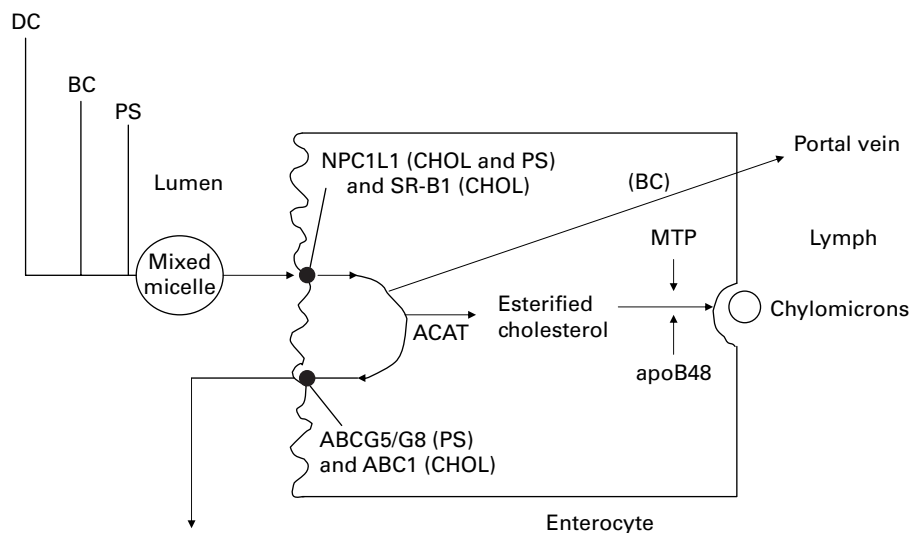 DC
BC
PS
Lumen
Mixed
micelle
NPC1L1 (CHOL and PS)
and SR-B1 (CHOL)
(BC)
Portal vein
MTP
Lymph
Esterified
cholesterol
ACAT
Chylomicrons
apoB48
ABCG5/G8 (PS)
and ABC1 (CHOL)
Enterocyte